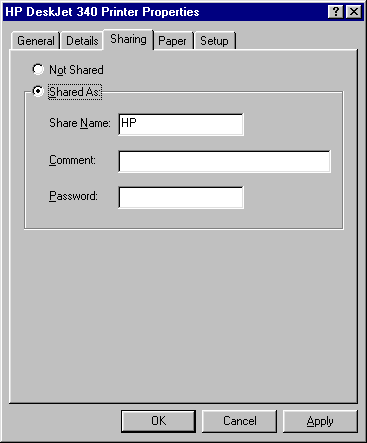 HP DeskJet 340 Printer Properties ? X
General Details Sharing Paper Setup
Not Shared
Shared As:
Share Name: HP
Comment:
Password:
OK Cancel Apply